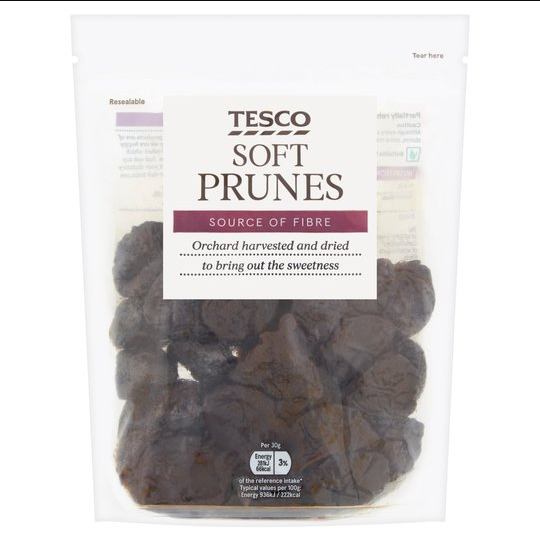 Tear here
Resealable
TESCO
SOFT
PRUNES
SOURCE OF FIBRE
Orchard harvested and dried
to bring out the sweetness
Per 30g
Energy
281kJ
66kcal
3%
of the reference intake*
Typical values per 100g:
Energy 936kJ / 222kcal